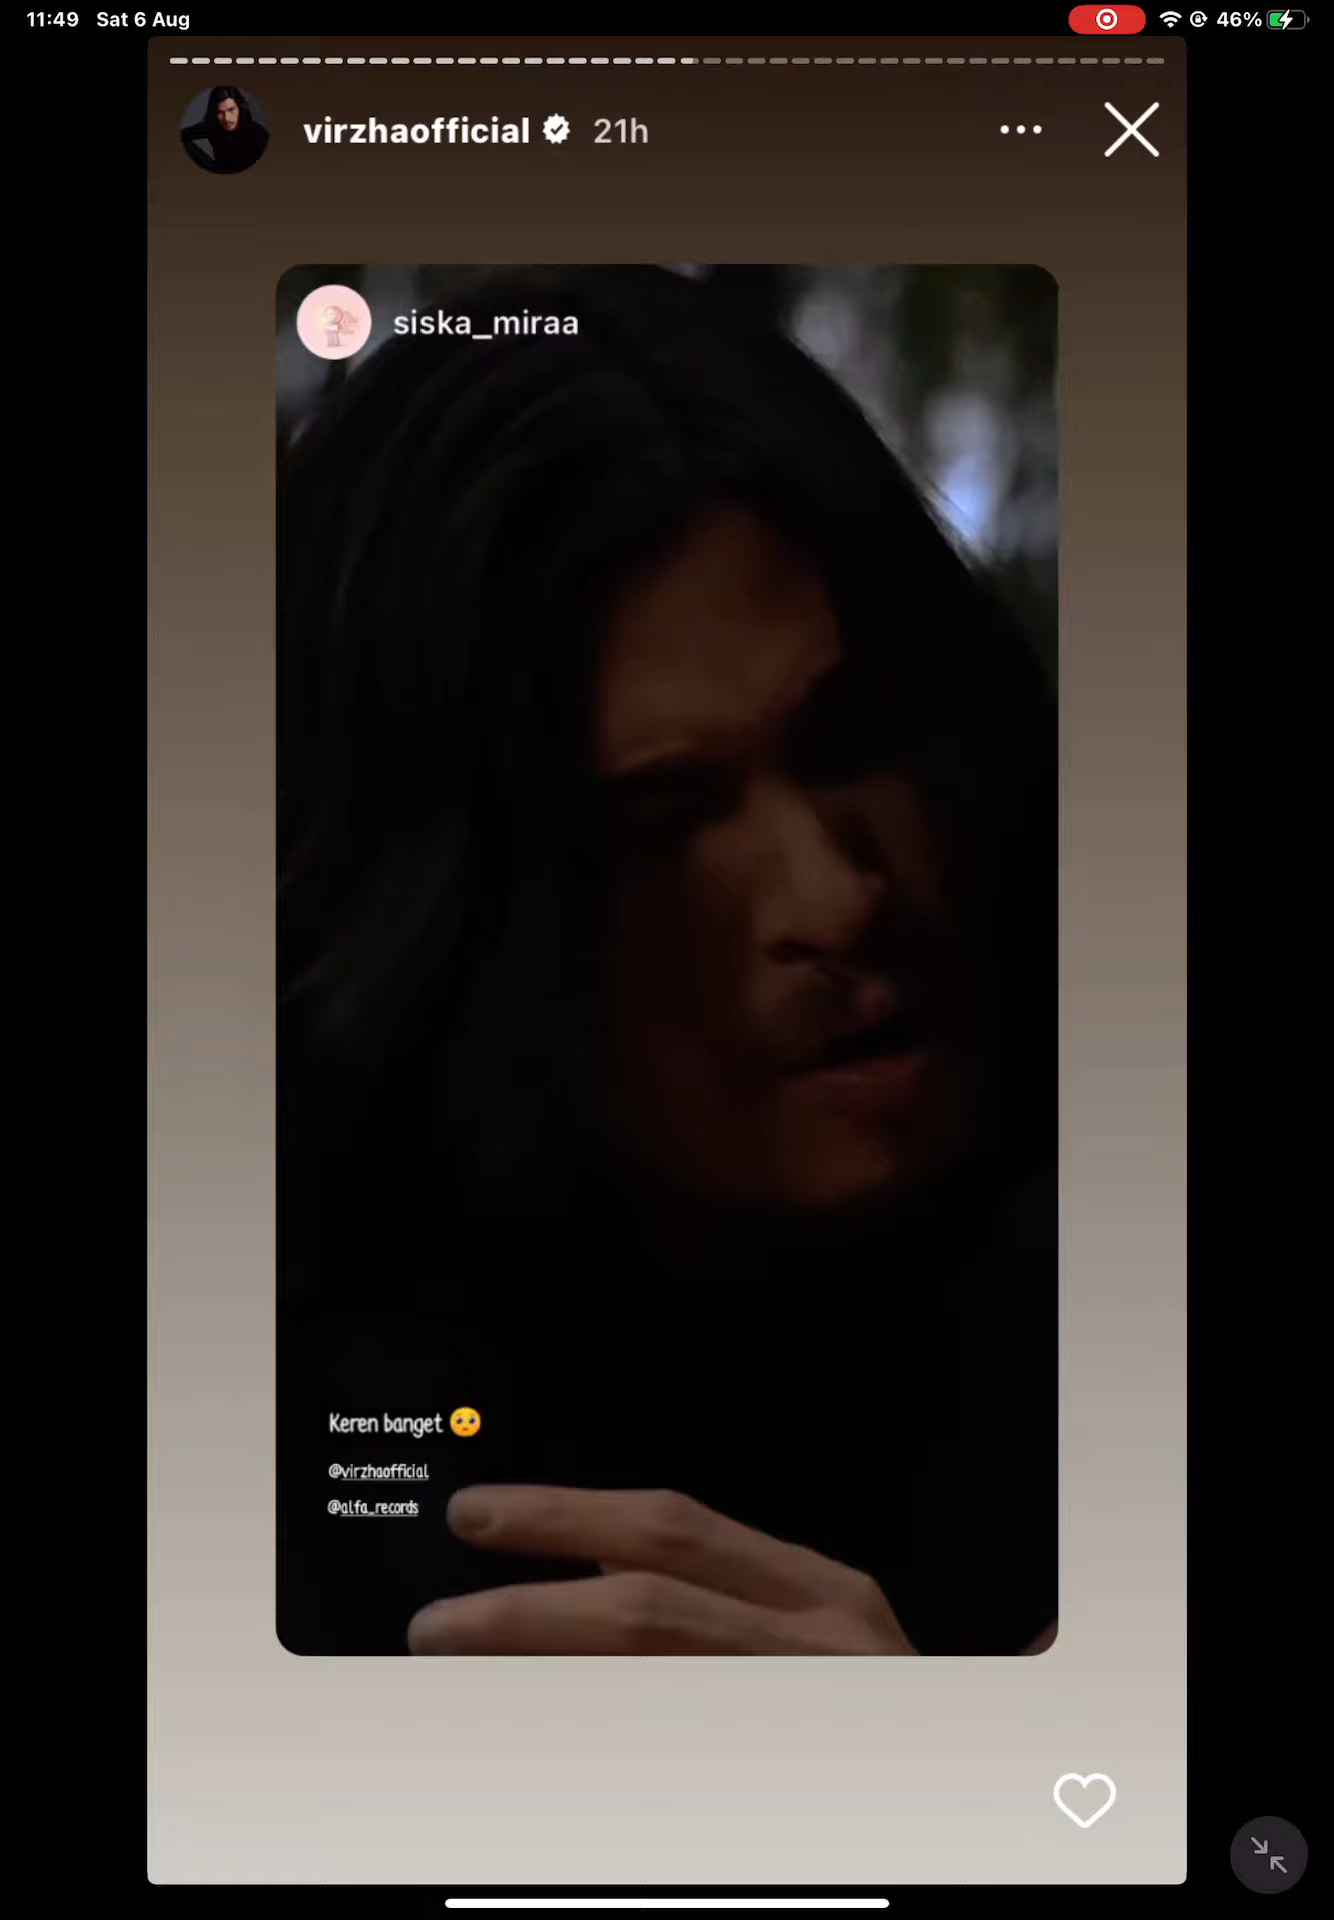 11:49 Sat 6 Aug
46%
virzhaofficial 21h
siska_miraa
Keren banget 🥺
@virzhaofficial
@alfa_records